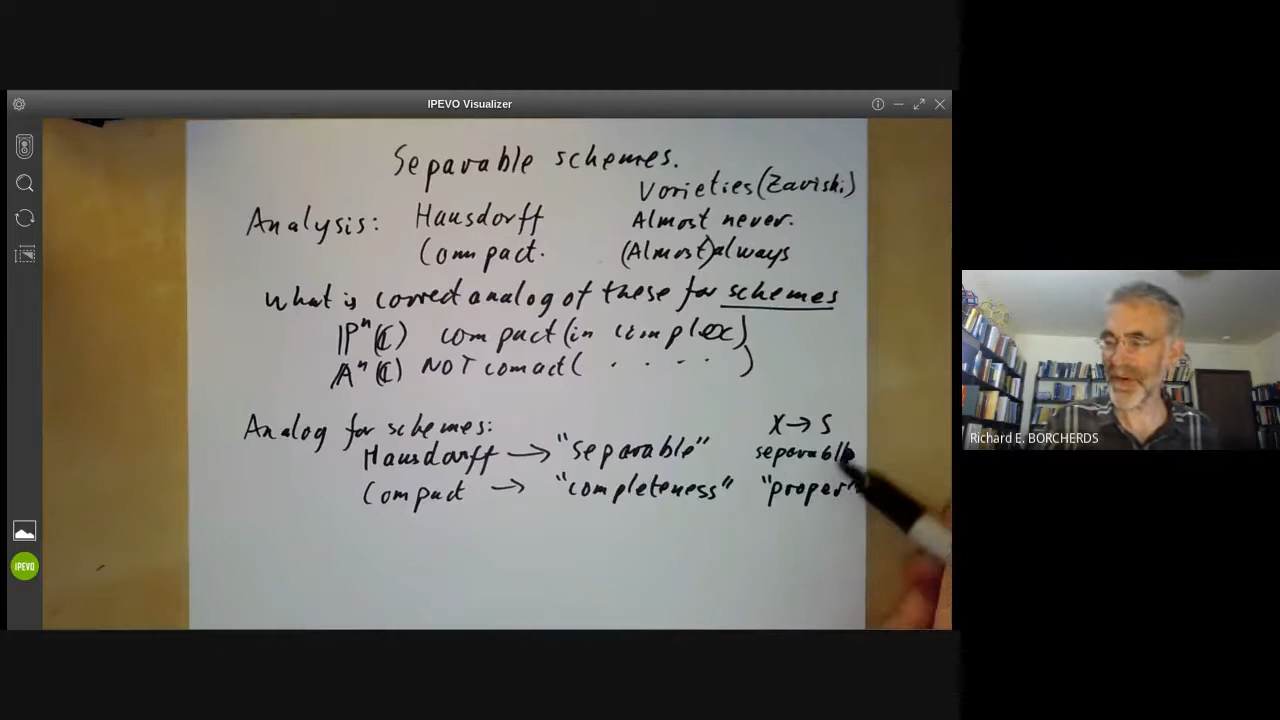 IPEVO Visualizer
Separable schemes.
Varieties (Zariski)
Analysis: Hausdorff Almost never.
Compact. (Almost) always
What is correct analog of these for schemes
ℙⁿ(ℂ) compact (in complex)
𝔸ⁿ(ℂ) NOT comact ( . . . . )
Analog for schemes: X → S
Hausdorff → "Separable" separable
Compact → "completeness" "proper"
Richard E. BORCHERDS
IPEVO